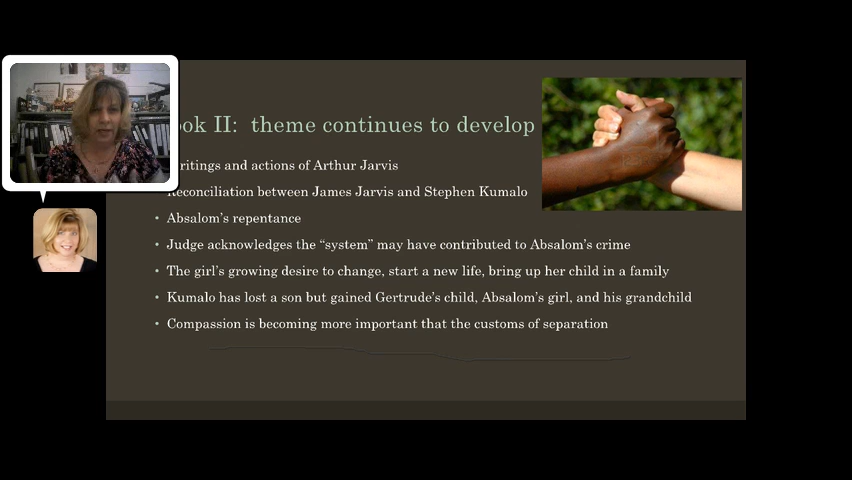 ok II: theme continues to develop
ritings and actions of Arthur Jarvis
Reconciliation between James Jarvis and Stephen Kumalo
• Absalom's repentance
• Judge acknowledges the “system” may have contributed to Absalom's crime
• The girl's growing desire to change, start a new life, bring up her child in a family
• Kumalo has lost a son but gained Gertrude's child, Absalom's girl, and his grandchild
• Compassion is becoming more important that the customs of separation